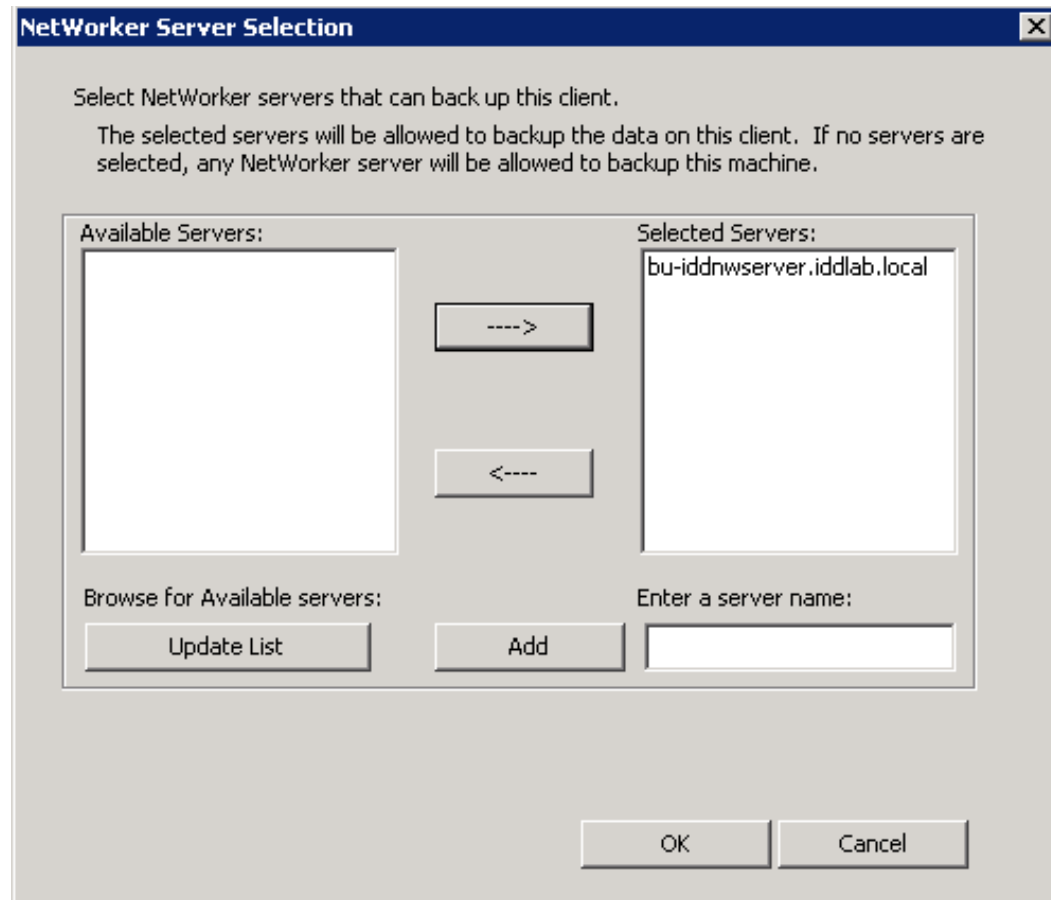 NetWorker Server Selection
Select NetWorker servers that can back up this client.
The selected servers will be allowed to backup the data on this client. If no servers are
selected, any NetWorker server will be allowed to backup this machine.
Available Servers:
Selected Servers:
bu-iddnwserver.iddlab.local
---->
<----
Browse for Available servers:
Enter a server name:
Update List
Add
OK
Cancel